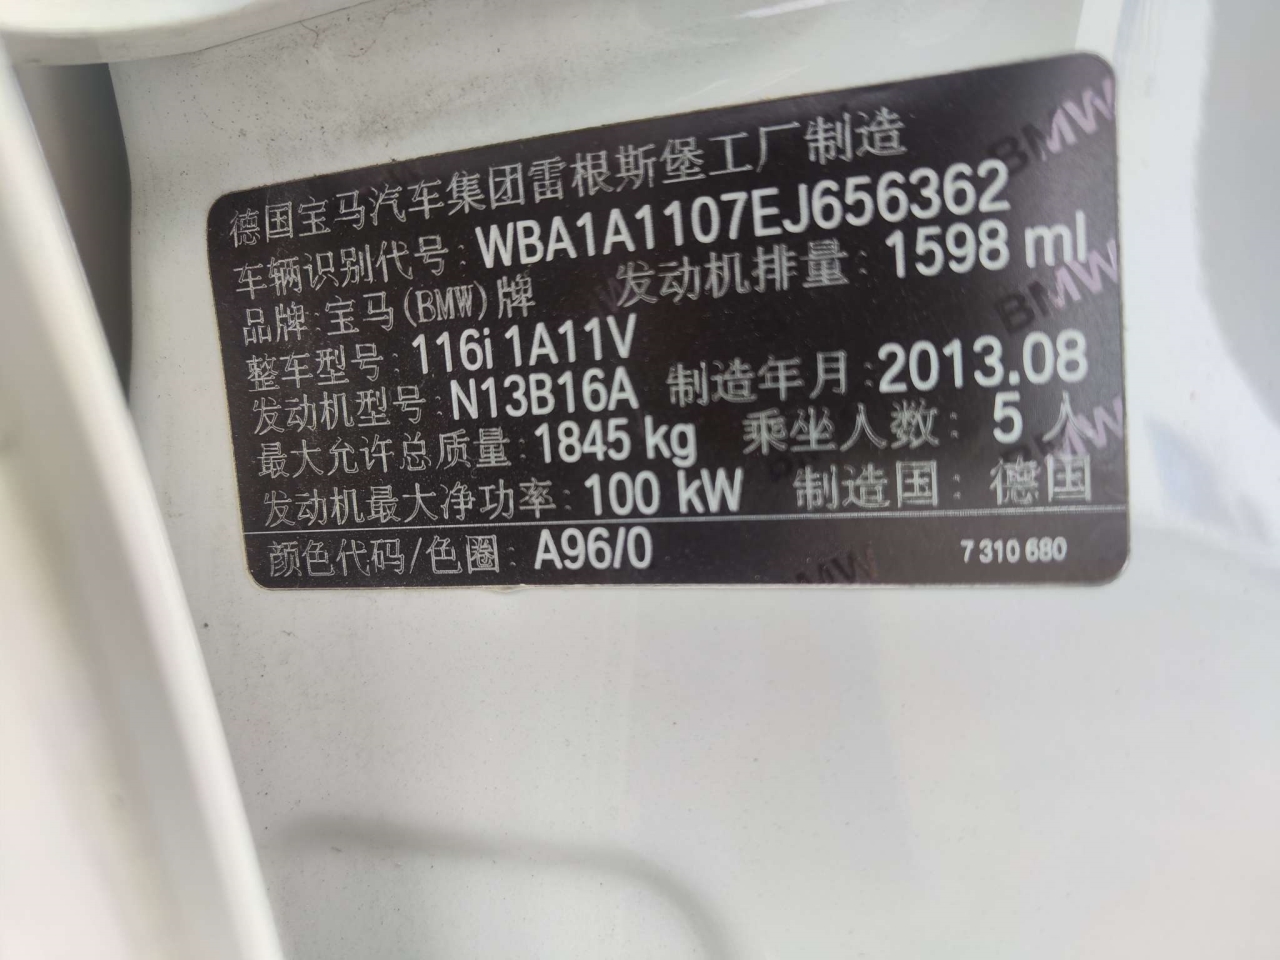 德国宝马汽车集团雷根斯堡工厂制造
车辆识别代号: WBA1A1107EJ656362
品牌: 宝马(BMW)牌 发动机排量: 1598 ml
整车型号: 116i 1A11V
发动机型号: N13B16A 制造年月: 2013.08
最大允许总质量: 1845 kg 乘坐人数: 5 人
发动机最大净功率: 100 kW 制造国: 德国
颜色代码/色圈: A96/0 7 310 680
BMW
BMW
BMW
BMW